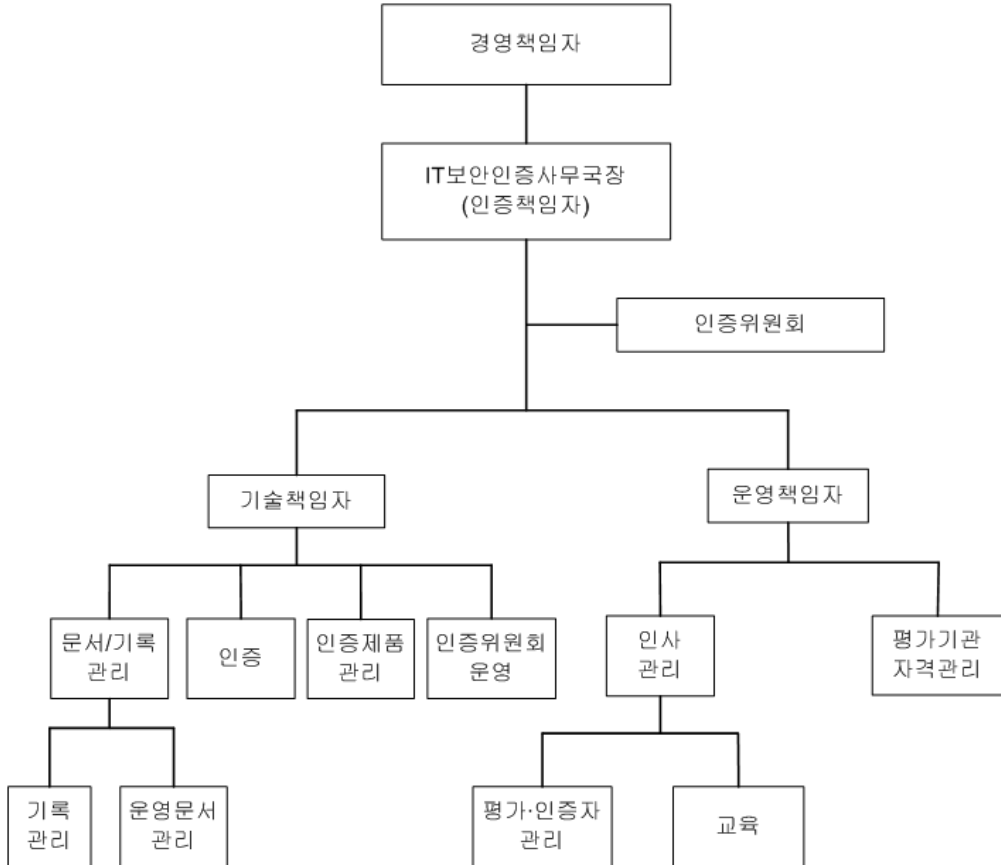 경영책임자
IT보안인증사무국장
(인증책임자)
인증위원회
기술책임자
운영책임자
문서/기록
관리
인증
인증제품
관리
인증위원회
운영
인사
관리
평가기관
자격관리
기록
관리
운영문서
관리
평가·인증자
관리
교육